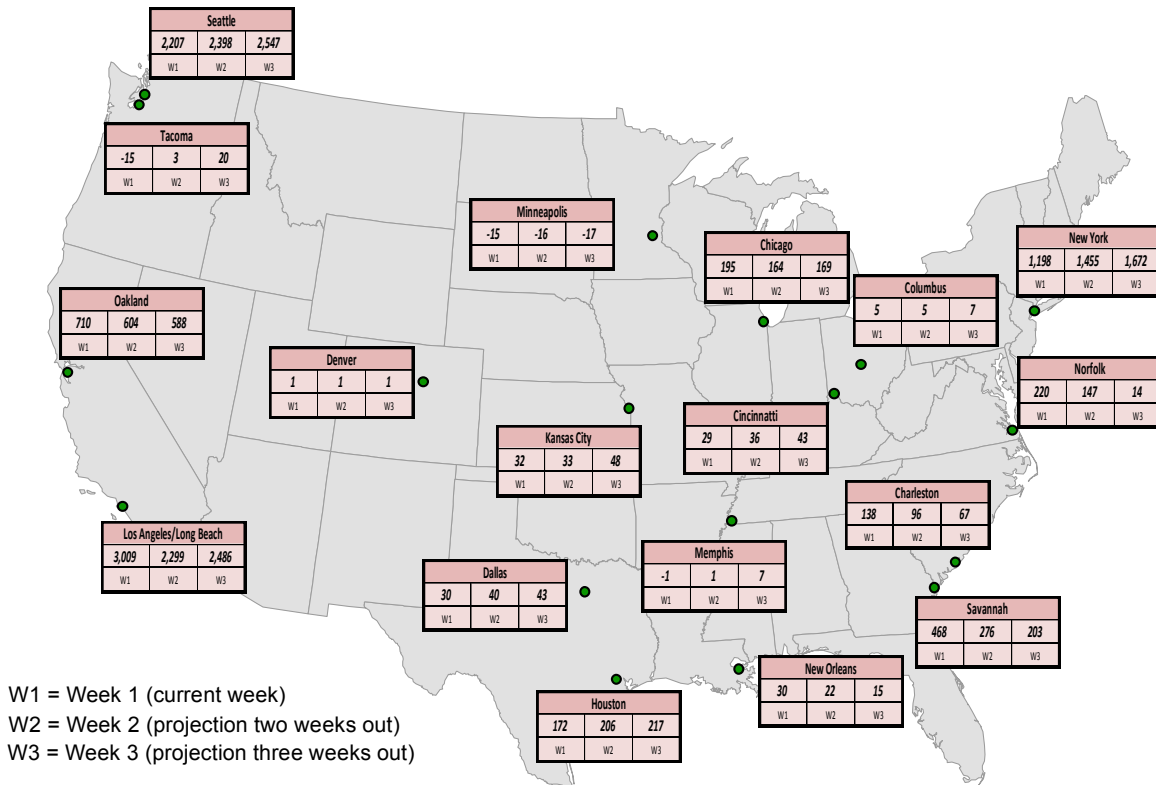 Seattle
2,207 2,398 2,547
W1 W2 W3
Tacoma
-15 3 20
W1 W2 W3
Minneapolis
-15 -16 -17
W1 W2 W3
Chicago
195 164 169
W1 W2 W3
New York
1,198 1,455 1,672
W1 W2 W3
Columbus
5 5 7
W1 W2 W3
Oakland
710 604 588
W1 W2 W3
Denver
1 1 1
W1 W2 W3
Norfolk
220 147 14
W1 W2 W3
Cincinnatti
29 36 43
W1 W2 W3
Kansas City
32 33 48
W1 W2 W3
Charleston
138 96 67
W1 W2 W3
Los Angeles/Long Beach
3,009 2,299 2,486
W1 W2 W3
Memphis
-1 1 7
W1 W2 W3
Dallas
30 40 43
W1 W2 W3
Savannah
468 276 203
W1 W2 W3
New Orleans
30 22 15
W1 W2 W3
Houston
172 206 217
W1 W2 W3
W1 = Week 1 (current week)
W2 = Week 2 (projection two weeks out)
W3 = Week 3 (projection three weeks out)